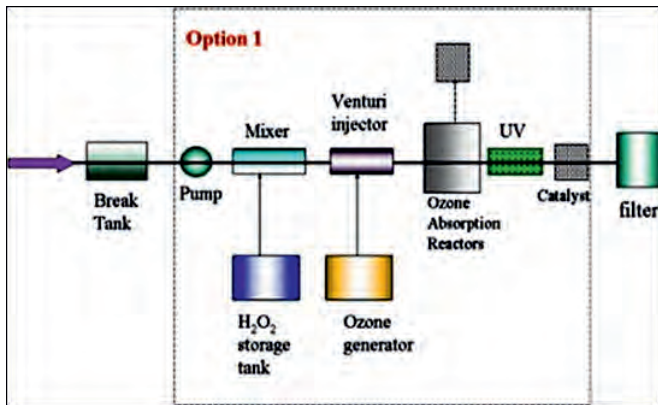 Option 1
Venturi
injector
Mixer
UV
Pump
Break
Tank
Ozone
Absorption
Reactors
Catalyst
filter
H₂O₂
storage
tank
Ozone
generator